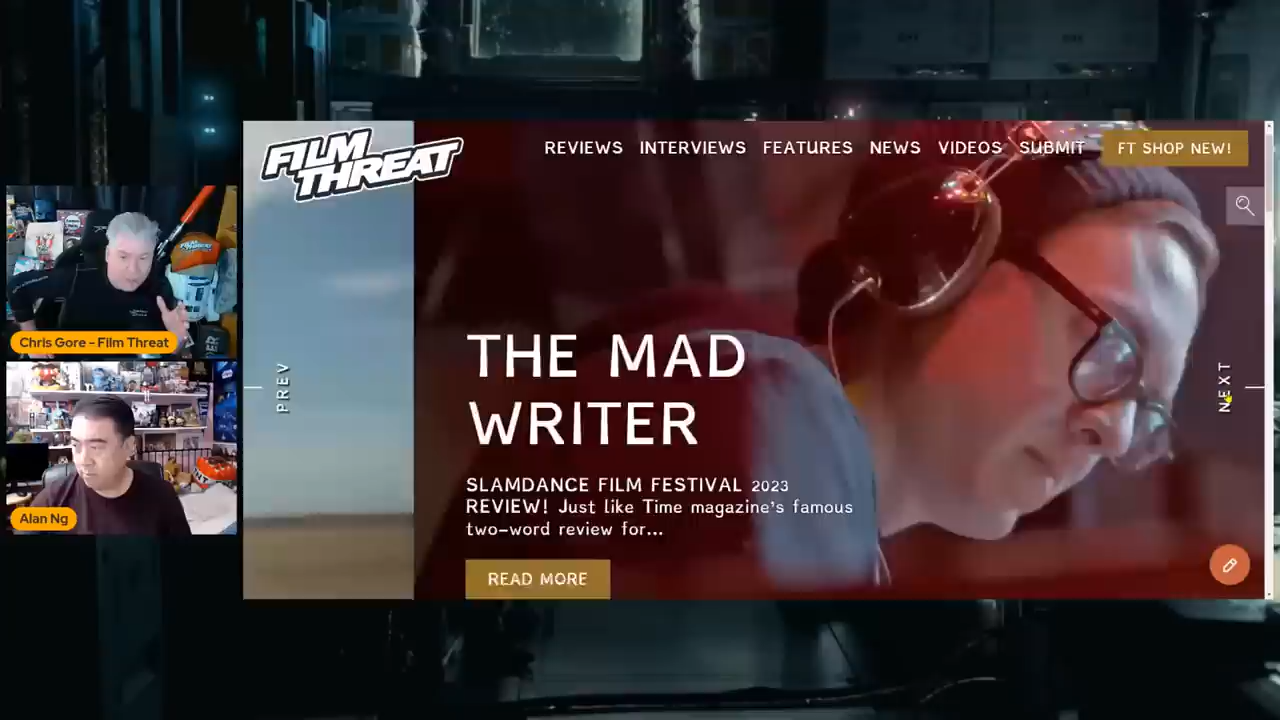 FILM THREAT
REVIEWS INTERVIEWS FEATURES NEWS VIDEOS SUBMIT FT SHOP NEW!
FILM THREAT
Chris Gore - Film Threat
PREV
NEXT
THE MAD
WRITER
SLAMDANCE FILM FESTIVAL 2023
REVIEW! Just like Time magazine's famous
two-word review for...
READ MORE
Alan Ng